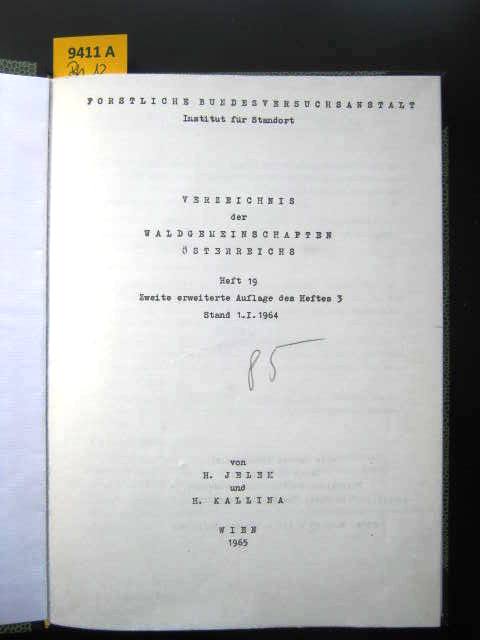 9411 A
12
FORSTLICHE BUNDESVERSUCHSANSTALT
Institut für Standort
VERZEICHNIS
der
WALDGEMEINSCHAFTEN
ÖSTERREICHS
Heft 19
Zweite erweiterte Auflage des Heftes 3
Stand 1.I.1964
85
von
H. JELEM
und
H. KALLINA
WIEN
1965